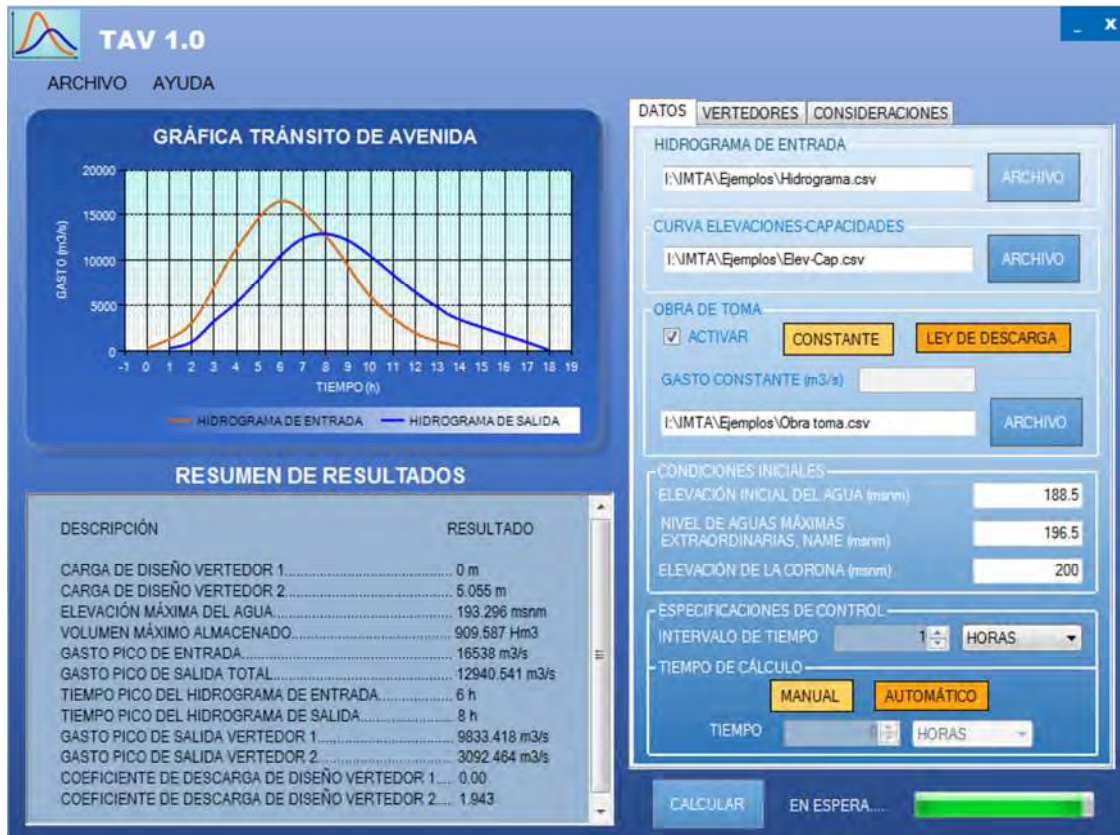 TAV 1.0
_ X
ARCHIVO AYUDA
GRÁFICA TRÁNSITO DE AVENIDA
GASTO (m3/s)
20000
15000
10000
5000
0
-1 0 1 2 3 4 5 6 7 8 9 10 11 12 13 14 15 16 17 18 19
TIEMPO (h)
HIDROGRAMA DE ENTRADA HIDROGRAMA DE SALIDA
RESUMEN DE RESULTADOS
DESCRIPCIÓN RESULTADO
CARGA DE DISEÑO VERTEDOR 1 0 m
CARGA DE DISEÑO VERTEDOR 2 5.055 m
ELEVACIÓN MÁXIMA DEL AGUA 193.296 msnm
VOLUMEN MÁXIMO ALMACENADO 909.587 Hm3
GASTO PICO DE ENTRADA 16538 m3/s
GASTO PICO DE SALIDA TOTAL 12940.541 m3/s
TIEMPO PICO DEL HIDROGRAMA DE ENTRADA 6 h
TIEMPO PICO DEL HIDROGRAMA DE SALIDA 8 h
GASTO PICO DE SALIDA VERTEDOR 1 9833.418 m3/s
GASTO PICO DE SALIDA VERTEDOR 2 3092.464 m3/s
COEFICIENTE DE DESCARGA DE DISEÑO VERTEDOR 1.... 0.00
COEFICIENTE DE DESCARGA DE DISEÑO VERTEDOR 2.... 1.943
DATOS VERTEDORES CONSIDERACIONES
HIDROGRAMA DE ENTRADA
I:\IMTA\Ejemplos\Hidrograma.csv ARCHIVO
CURVA ELEVACIONES-CAPACIDADES
I:\IMTA\Ejemplos\Elev-Cap.csv ARCHIVO
OBRA DE TOMA
ACTIVAR CONSTANTE LEY DE DESCARGA
GASTO CONSTANTE (m3/s)
I:\IMTA\Ejemplos\Obra toma.csv ARCHIVO
CONDICIONES INICIALES
ELEVACIÓN INICIAL DEL AGUA (msnm) 188.5
NIVEL DE AGUAS MÁXIMAS
EXTRAORDINARIAS, NAME (msnm) 196.5
ELEVACIÓN DE LA CORONA (msnm) 200
ESPECIFICACIONES DE CONTROL
INTERVALO DE TIEMPO 1 HORAS
TIEMPO DE CÁLCULO
MANUAL AUTOMÁTICO
TIEMPO 0 HORAS
CALCULAR EN ESPERA....